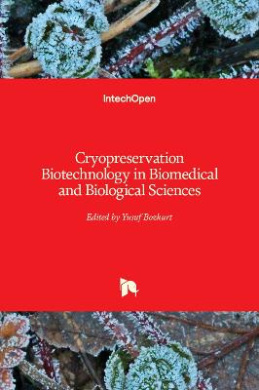 IntechOpen
Cryopreservation
Biotechnology in Biomedical
and Biological Sciences
Edited by Yusuf Bozkurt